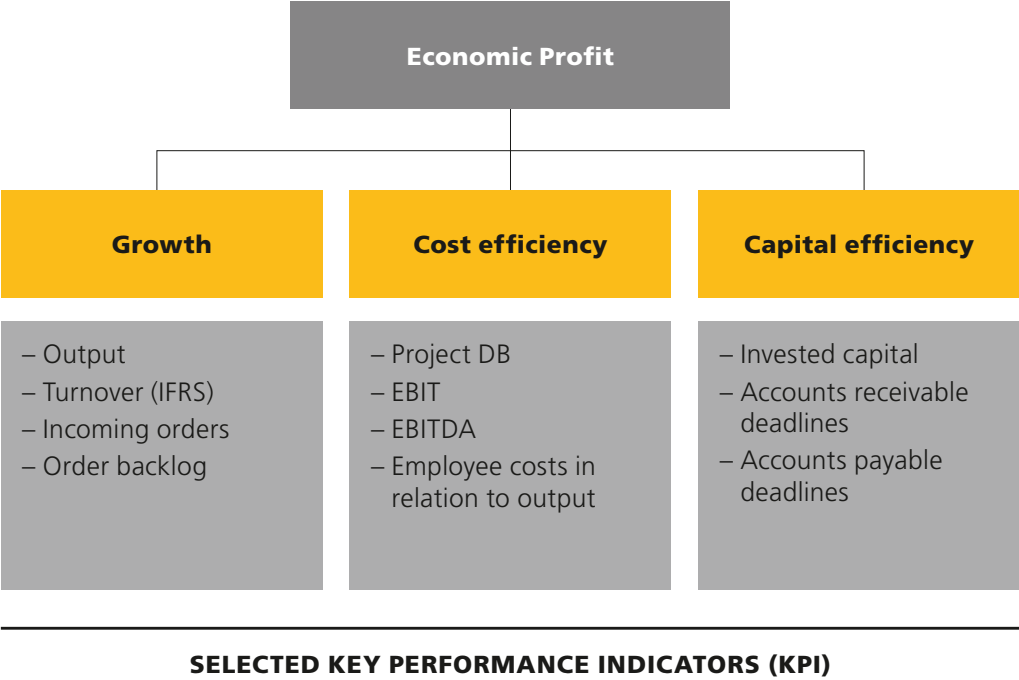 Economic Profit
Growth
Cost efficiency
Capital efficiency
– Output
– Turnover (IFRS)
– Incoming orders
– Order backlog
– Project DB
– EBIT
– EBITDA
– Employee costs in
relation to output
– Invested capital
– Accounts receivable
deadlines
– Accounts payable
deadlines
SELECTED KEY PERFORMANCE INDICATORS (KPI)